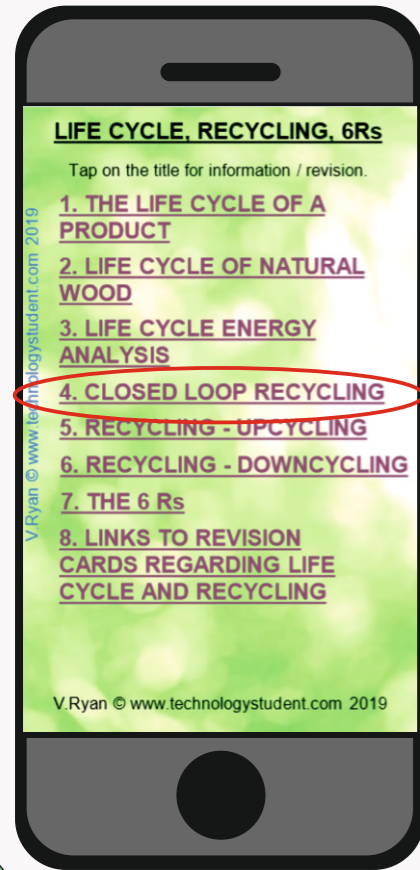 LIFE CYCLE, RECYCLING, 6Rs
Tap on the title for information / revision.
1. THE LIFE CYCLE OF A
PRODUCT
2. LIFE CYCLE OF NATURAL
WOOD
3. LIFE CYCLE ENERGY
ANALYSIS
4. CLOSED LOOP RECYCLING
5. RECYCLING - UPCYCLING
6. RECYCLING - DOWNCYCLING
7. THE 6 Rs
8. LINKS TO REVISION
CARDS REGARDING LIFE
CYCLE AND RECYCLING
V.Ryan © www.technologystudent.com 2019
V.Ryan © www.technologystudent.com 2019